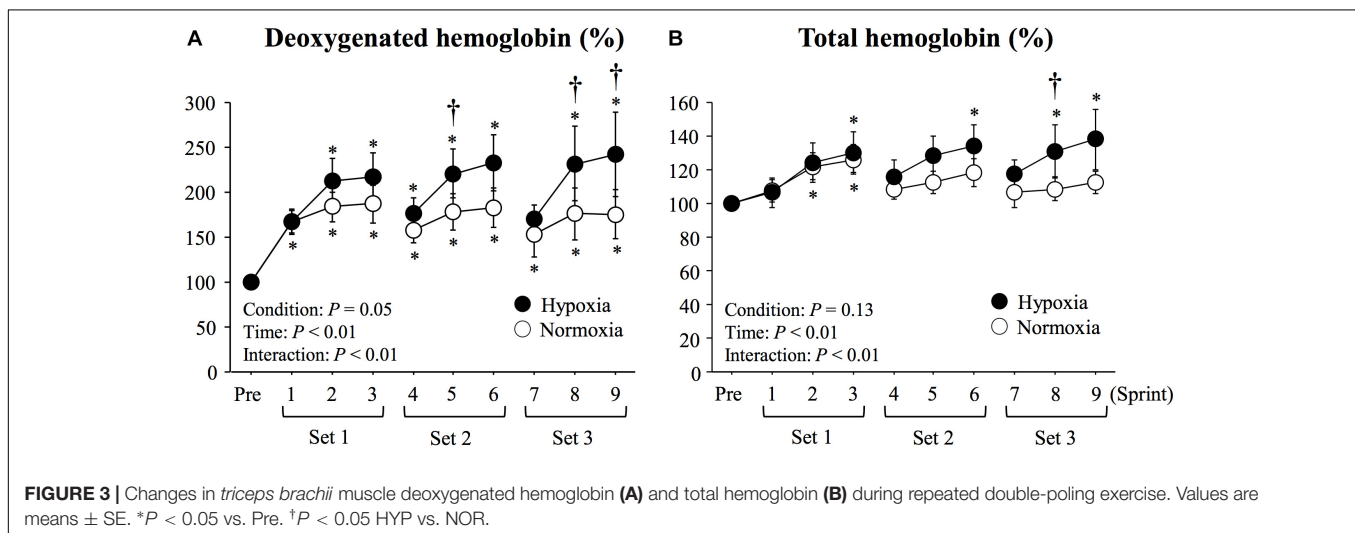 A Deoxygenated hemoglobin (%)
300
250
200
150
100
50
0
† † †
* * * * * * * *
* * * * * * * * *
Condition: P = 0.05
Time: P < 0.01
Interaction: P < 0.01
Hypoxia
Normoxia
Pre 1 2 3 4 5 6 7 8 9
Set 1 Set 2 Set 3
B Total hemoglobin (%)
160
140
120
100
80
60
40
20
0
†
* * * *
* *
Condition: P = 0.13
Time: P < 0.01
Interaction: P < 0.01
Hypoxia
Normoxia
Pre 1 2 3 4 5 6 7 8 9 (Sprint)
Set 1 Set 2 Set 3
FIGURE 3 | Changes in triceps brachii muscle deoxygenated hemoglobin (A) and total hemoglobin (B) during repeated double-poling exercise. Values are
means ± SE. *P < 0.05 vs. Pre. †P < 0.05 HYP vs. NOR.